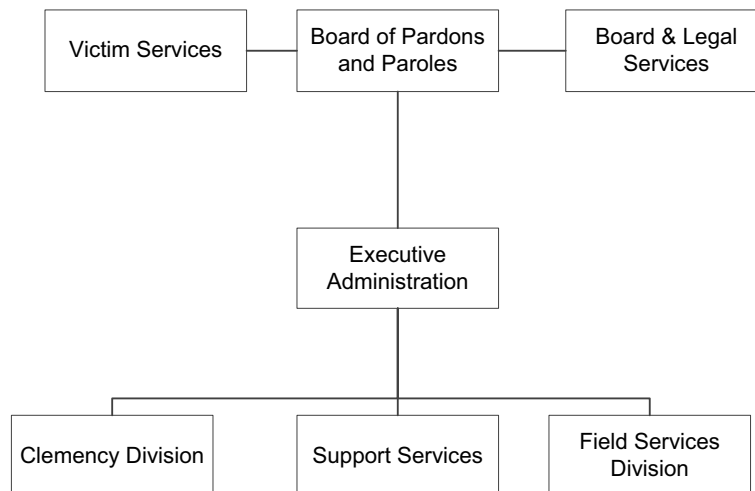 Victim Services
Board of Pardons
and Paroles
Board & Legal
Services
Executive
Administration
Clemency Division
Support Services
Field Services
Division